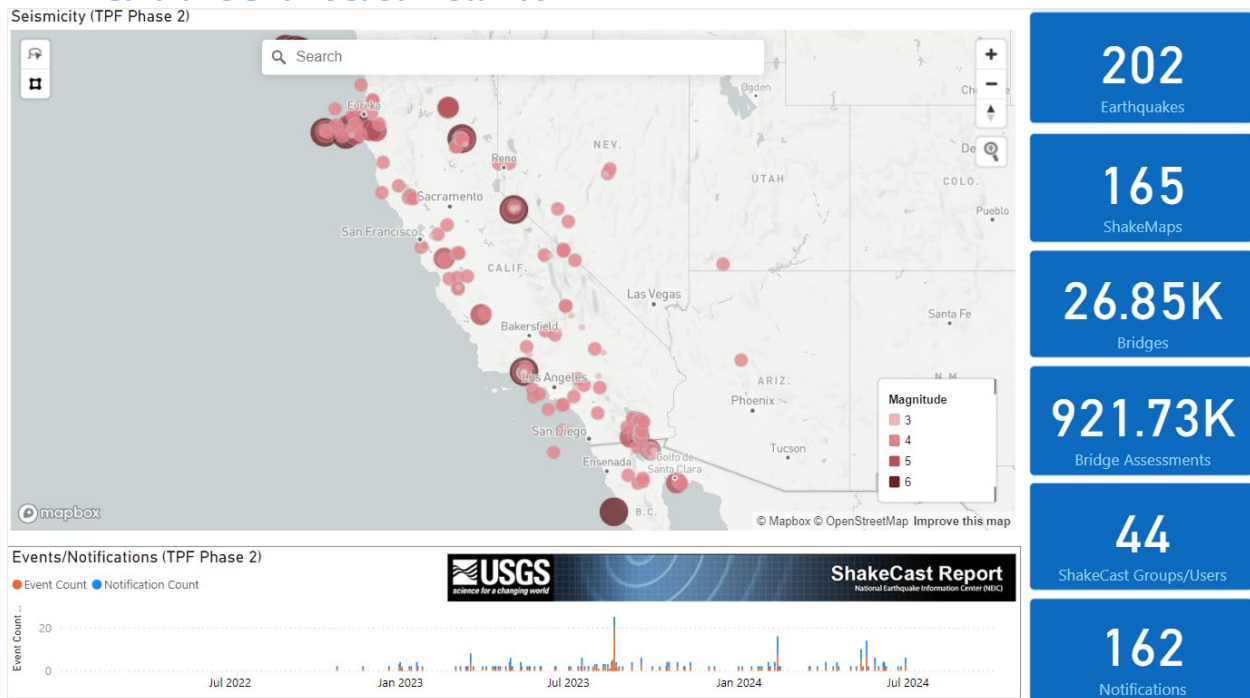 Seismicity (TPF Phase 2)
Search
Ogden
Eureka
NEV.
Reno
UTAH
COLO.
Sacramento
Pueblo
San Francisco
CALIF.
Las Vegas
Santa Fe
Bakersfield
Los Angeles
ARIZ.
N.M.
Phoenix
San Diego
Tucson
Ensenada
Golfo de
Santa Clara
B.C.
Magnitude
3
4
5
6
mapbox
© Mapbox © OpenStreetMap Improve this map
202
Earthquakes
165
ShakeMaps
26.85K
Bridges
921.73K
Bridge Assessments
44
ShakeCast Groups/Users
162
Notifications
Events/Notifications (TPF Phase 2)
Event Count Notification Count
USGS
science for a changing world
ShakeCast Report
National Earthquake Information Center (NEIC)
Event Count ...
20
0
Jul 2022 Jan 2023 Jul 2023 Jan 2024 Jul 2024